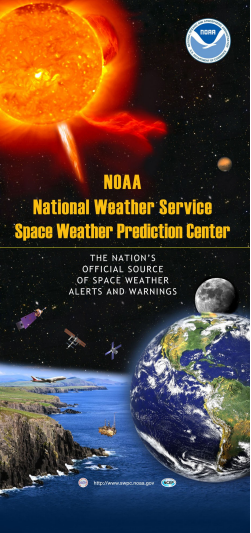 NOAA
NOAA
National Weather Service
Space Weather Prediction Center
THE NATION'S
OFFICIAL SOURCE
OF SPACE WEATHER
ALERTS AND WARNINGS
http://www.swpc.noaa.gov